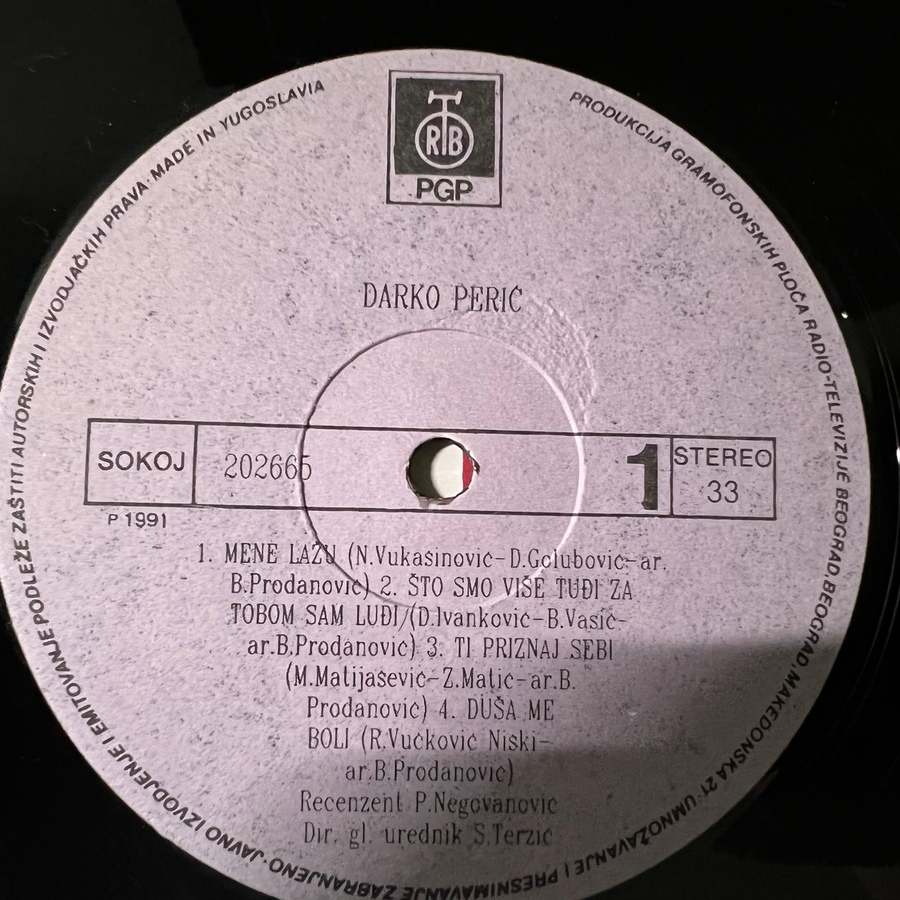 PRODUKCIJA GRAMOFONSKIH PLOČA RADIO-TELEVIZIJE BEOGRAD, BEOGRAD, MAKEDONSKA 21· UMNOŽAVANJE I PRESNIMAVANJE ZABRANJENO·JAVNO IZVODJENJE I EMITOVANJE PODLEŽE ZAŠTITI AUTORSKIH I IZVODJAČKIH PRAVA·MADE IN YUGOSLAVIA
RTB
PGP
DARKO PERIĆ
SOKOJ
202665
1
STEREO
33
P 1991
1. MENE LAŽU (N.Vukašinović-D.Golubović-ar.
B.Prodanović) 2. ŠTO SMO VIŠE TUĐI ZA
TOBOM SAM LUĐI/(D.Ivanković-B.Vasić-
ar.B.Prodanović) 3. TI PRIZNAJ SEBI
(M.Matijašević-Z.Matić-ar.B.
Prodanović) 4. DUŠA ME
BOLI (R.Vučković Niški-
ar.B.Prodanović)
Recenzent P.Negovanović
Dir. gl. urednik S.Terzić